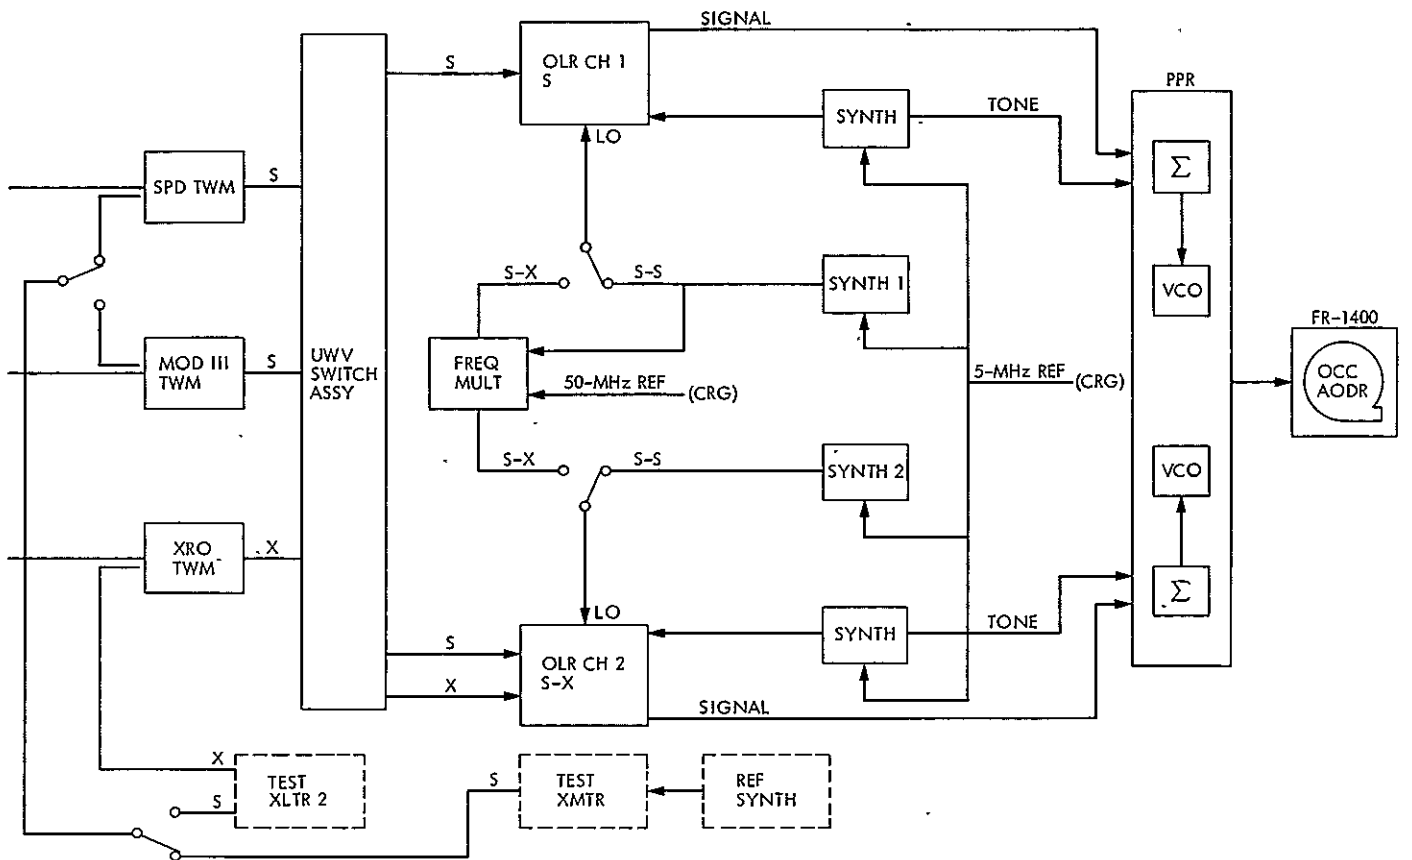 SIGNAL
S
OLR CH 1
S
LO
SYNTH
TONE
PPR
Σ
VCO
SPD TWM
S
MOD III
TWM
S
UWV
SWITCH
ASSY
S-X
S-S
SYNTH 1
FREQ
MULT
50-MHz REF
(CRG)
5-MHz REF
(CRG)
FR-1400
OCC
AODR
S-X
S-S
SYNTH 2
VCO
Σ
XRO
TWM
X
LO
S
X
OLR CH 2
S-X
SYNTH
TONE
SIGNAL
X
S
TEST
XLTR 2
S
TEST
XMTR
REF
SYNTH